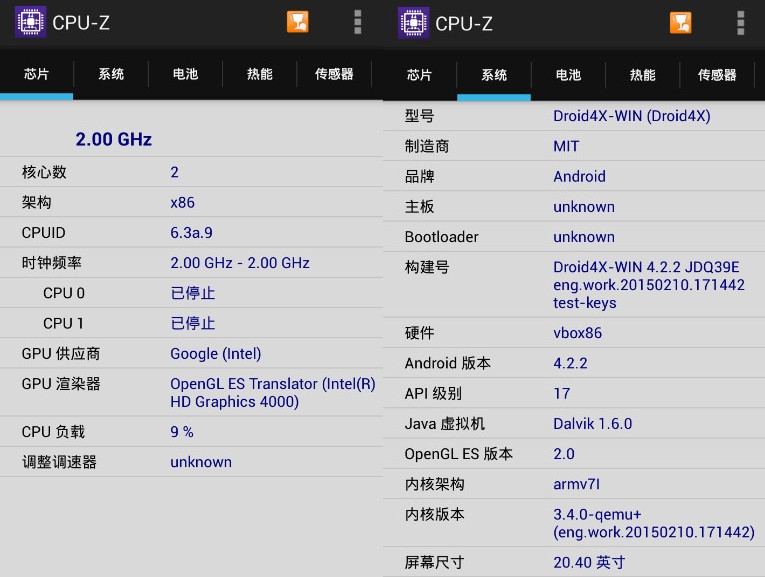 CPU-Z
芯片 系统 电池 热能 传感器
2.00 GHz
核心数 2
架构 x86
CPUID 6.3a.9
时钟频率 2.00 GHz - 2.00 GHz
CPU 0 已停止
CPU 1 已停止
GPU 供应商 Google (Intel)
GPU 渲染器 OpenGL ES Translator (Intel(R)
HD Graphics 4000)
CPU 负载 9 %
调整调速器 unknown
CPU-Z
芯片 系统 电池 热能 传感器
型号 Droid4X-WIN (Droid4X)
制造商 MIT
品牌 Android
主板 unknown
Bootloader unknown
构建号 Droid4X-WIN 4.2.2 JDQ39E
eng.work.20150210.171442
test-keys
硬件 vbox86
Android 版本 4.2.2
API 级别 17
Java 虚拟机 Dalvik 1.6.0
OpenGL ES 版本 2.0
内核架构 armv7l
内核版本 3.4.0-qemu+
(eng.work.20150210.171442)
屏幕尺寸 20.40 英寸